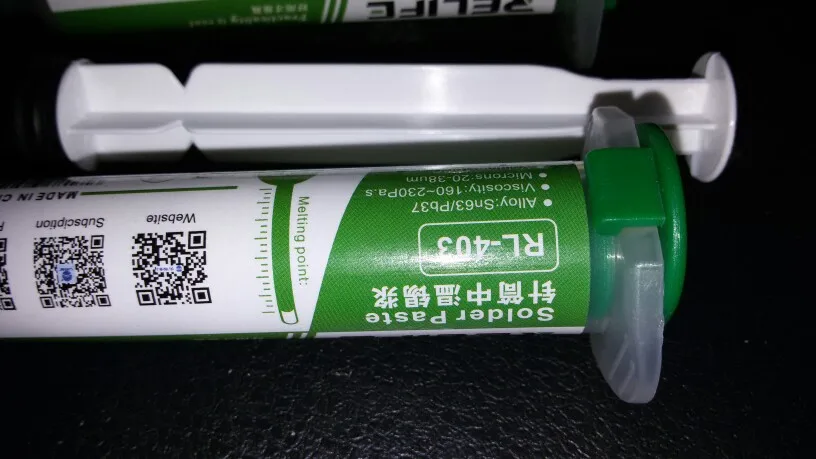 RELIFE
Solder Paste
针筒中温锡浆
RL-403
• Alloy:Sn63/Pb37
• Viscosity:160~230Pa.s
• Microns:20-38um
Melting point:
Website
Subsciption
MADE IN